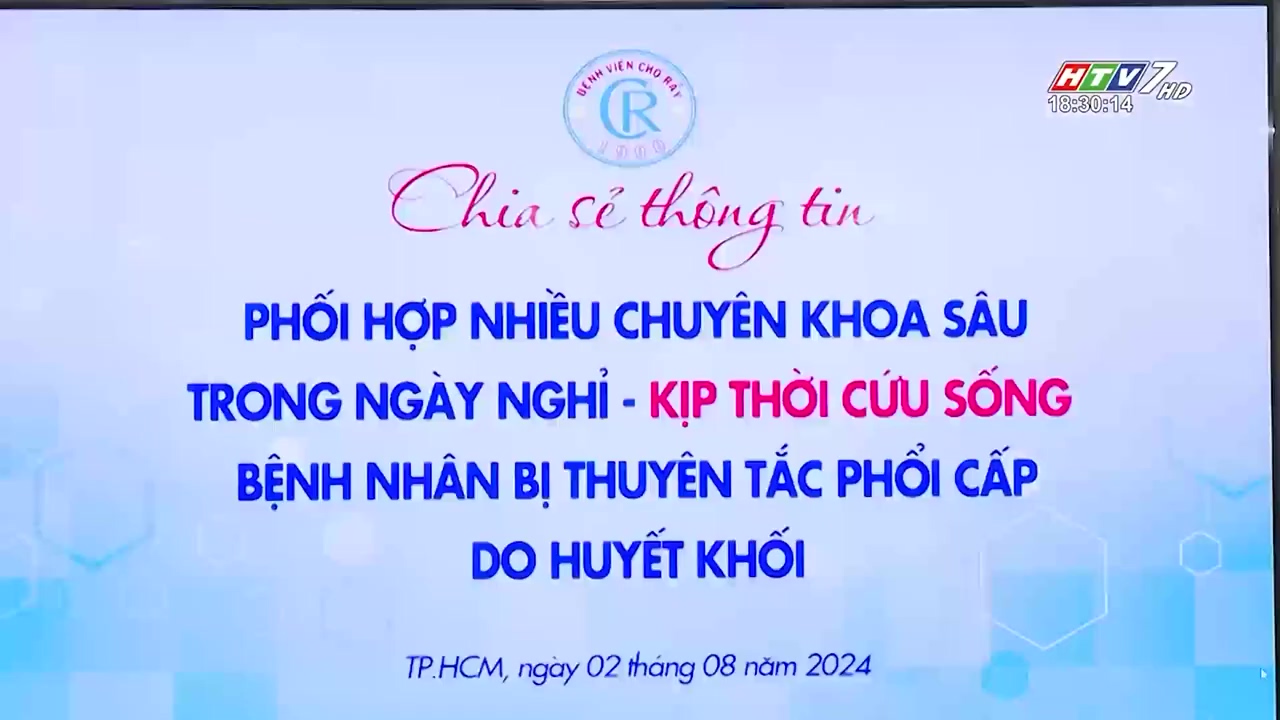 BỆNH VIỆN CHỢ RẪY
CR
1900
HTV7 HD
18:30:14
Chia sẻ thông tin
PHỐI HỢP NHIỀU CHUYÊN KHOA SÂU
TRONG NGÀY NGHỈ - KỊP THỜI CỨU SỐNG
BỆNH NHÂN BỊ THUYÊN TẮC PHỔI CẤP
DO HUYẾT KHỐI
TP.HCM, ngày 02 tháng 08 năm 2024